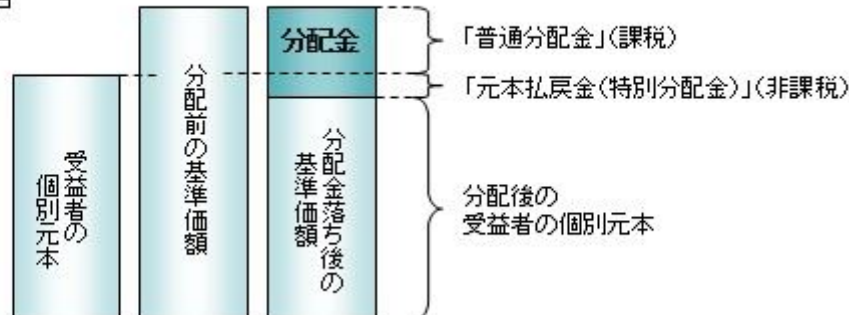 受益者の
個別元本
分配前の基準価額
分配金
分配金落ち後の
基準価額
「普通分配金」(課税)
「元本払戻金(特別分配金)」(非課税)
分配後の
受益者の個別元本